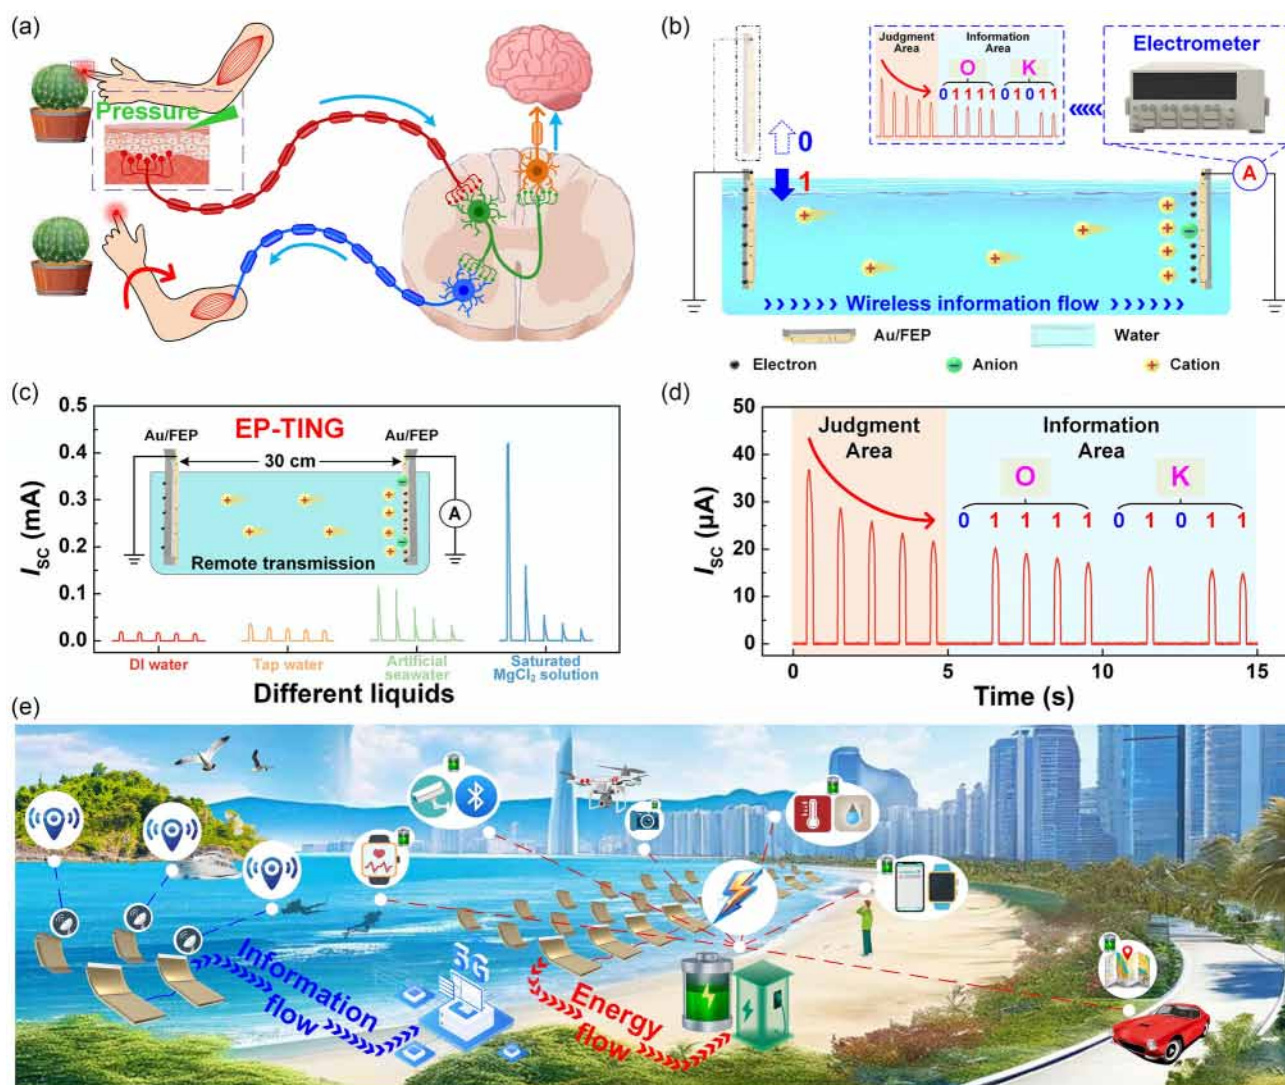 (a)
Pressure
(b)
Judgment
Area
Information
Area
O K
0 1 1 1 1 0 1 0 1 1
Electrometer
0
1
A
Wireless information flow
Au/FEP
Water
Electron
Anion
Cation
(c)
EP-TING
Au/FEP
Au/FEP
30 cm
A
Remote transmission
I_SC (mA)
0.5
0.4
0.3
0.2
0.1
0.0
DI water
Tap water
Artificial
seawater
Saturated
MgCl₂ solution
Different liquids
(d)
Judgment
Area
Information
Area
O K
0 1 1 1 1 0 1 0 1 1
I_SC (μA)
50
40
30
20
10
0
0 5 10 15
Time (s)
(e)
5G
Information
flow
Energy
flow